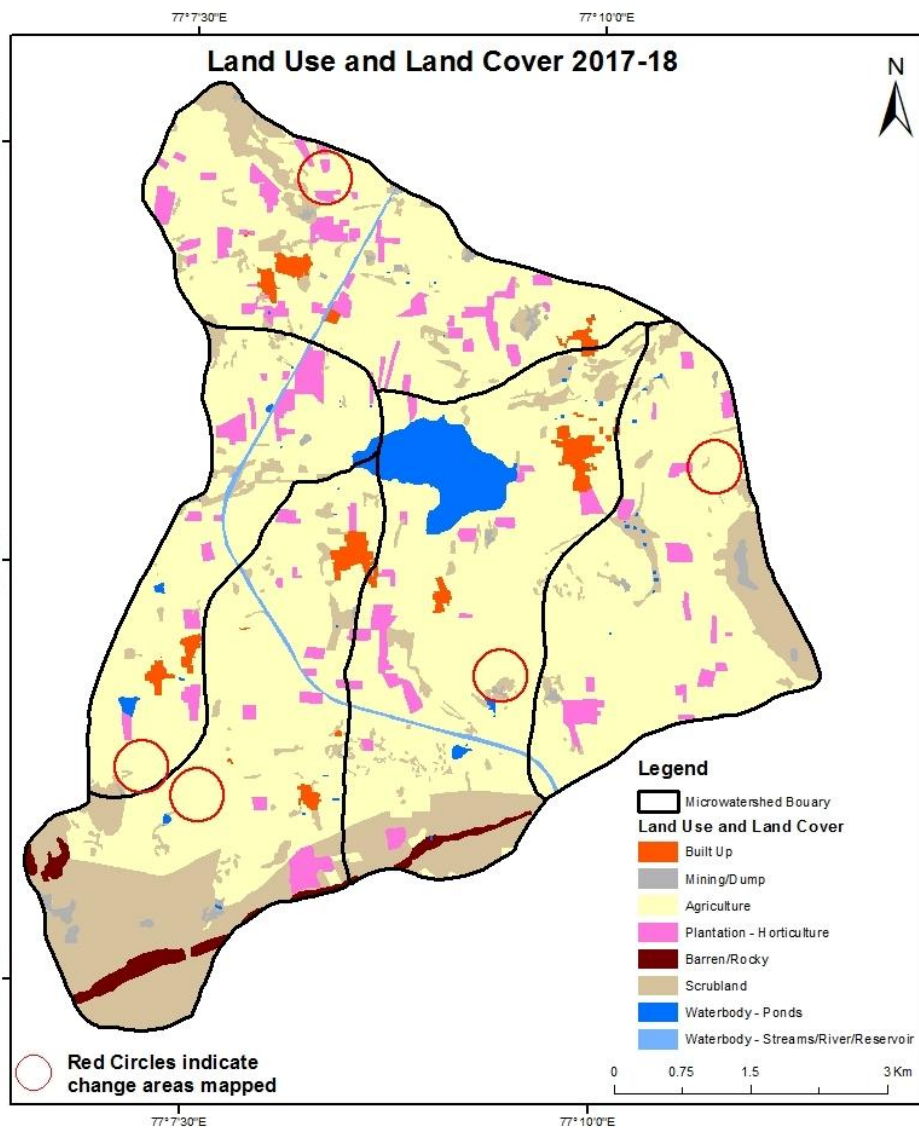 77°7'30"E
77°10'0"E
Land Use and Land Cover 2017-18
N
Legend
Microwatershed Bouary
Land Use and Land Cover
Built Up
Mining/Dump
Agriculture
Plantation - Horticulture
Barren/Rocky
Scrubland
Waterbody - Ponds
Waterbody - Streams/River/Reservoir
Red Circles indicate
change areas mapped
0 0.75 1.5 3 Km
77°7'30"E
77°10'0"E